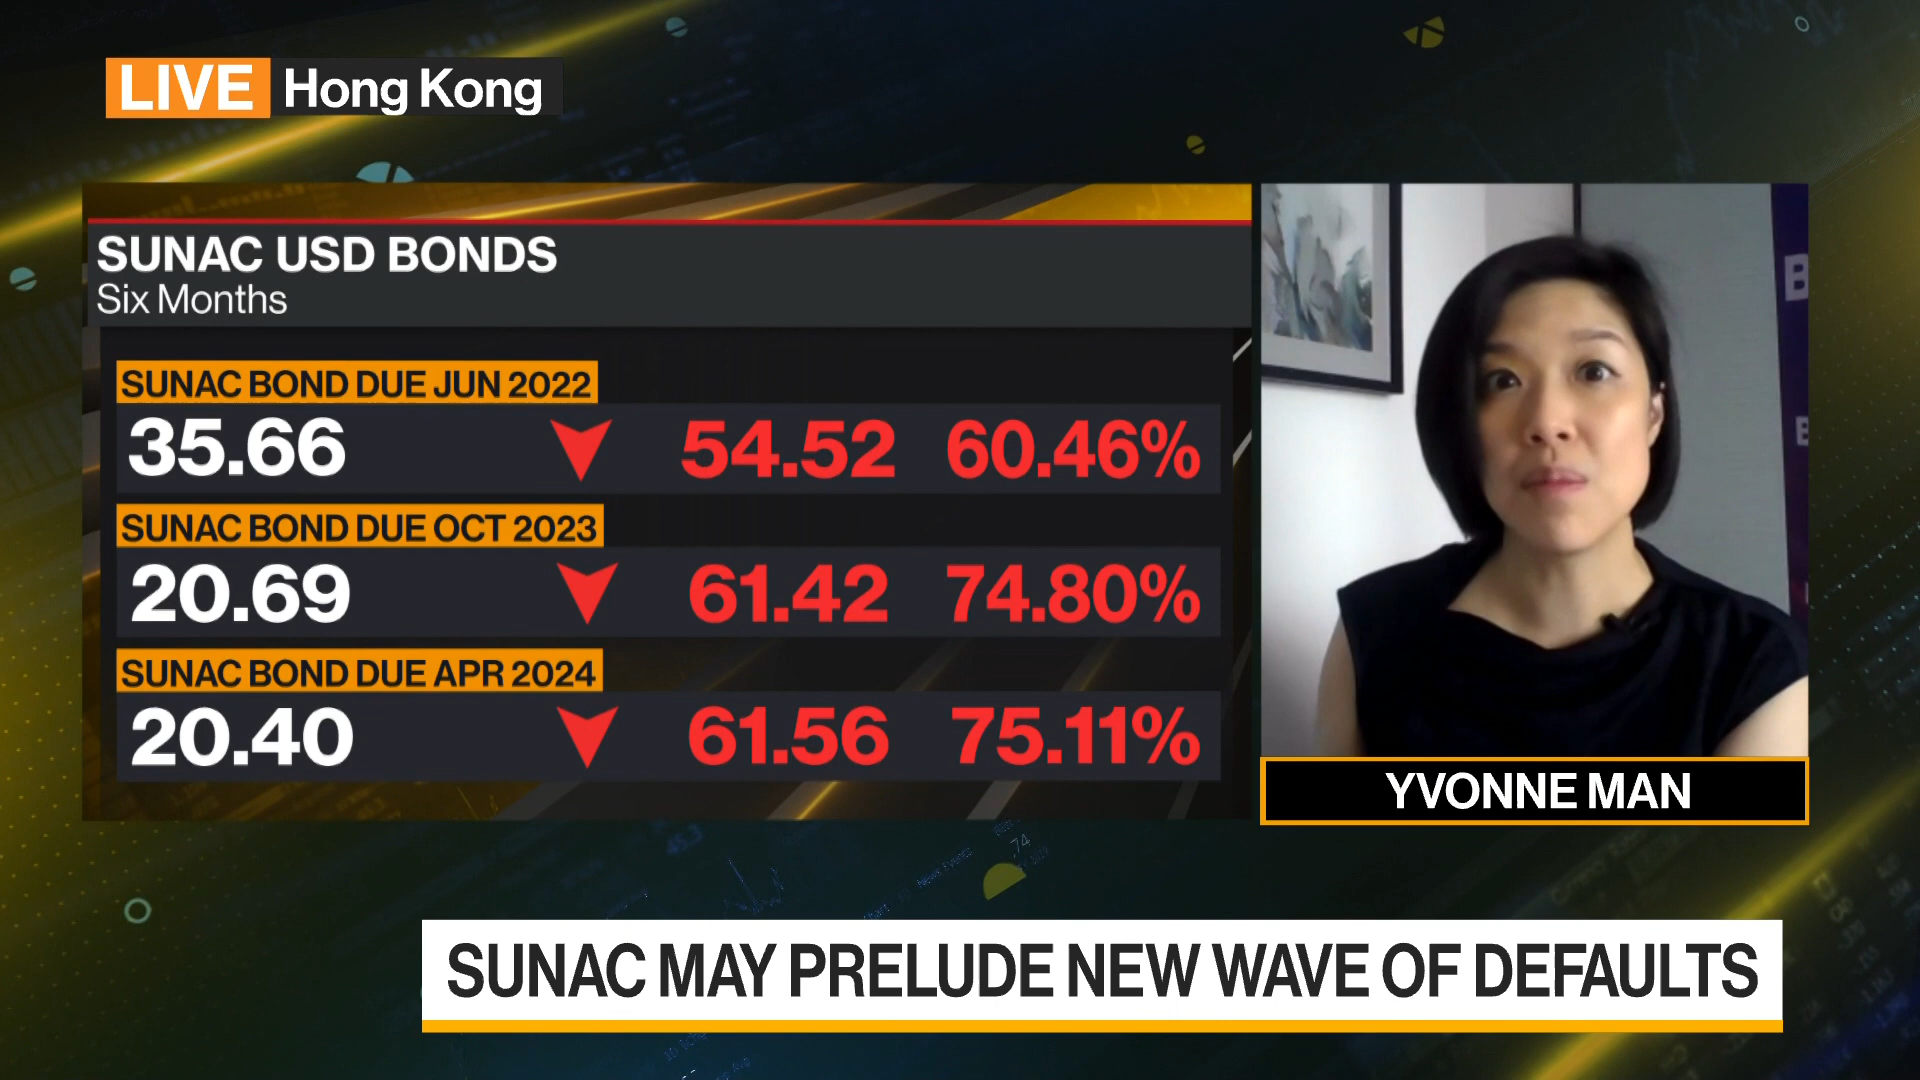 LIVE Hong Kong
SUNAC USD BONDS
Six Months
SUNAC BOND DUE JUN 2022
35.66 54.52 60.46%
SUNAC BOND DUE OCT 2023
20.69 61.42 74.80%
SUNAC BOND DUE APR 2024
20.40 61.56 75.11%
B
B
YVONNE MAN
.74
SUNAC MAY PRELUDE NEW WAVE OF DEFAULTS